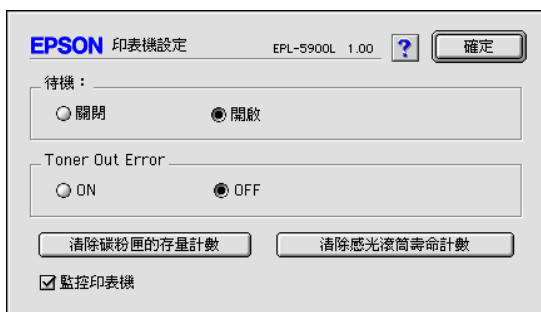 EPSON 印表機設定 EPL-5900L 1.00 ? 確定
待機：
關閉 開啟
Toner Out Error
ON OFF
清除碳粉匣的存量計數 清除感光滾筒壽命計數
監控印表機